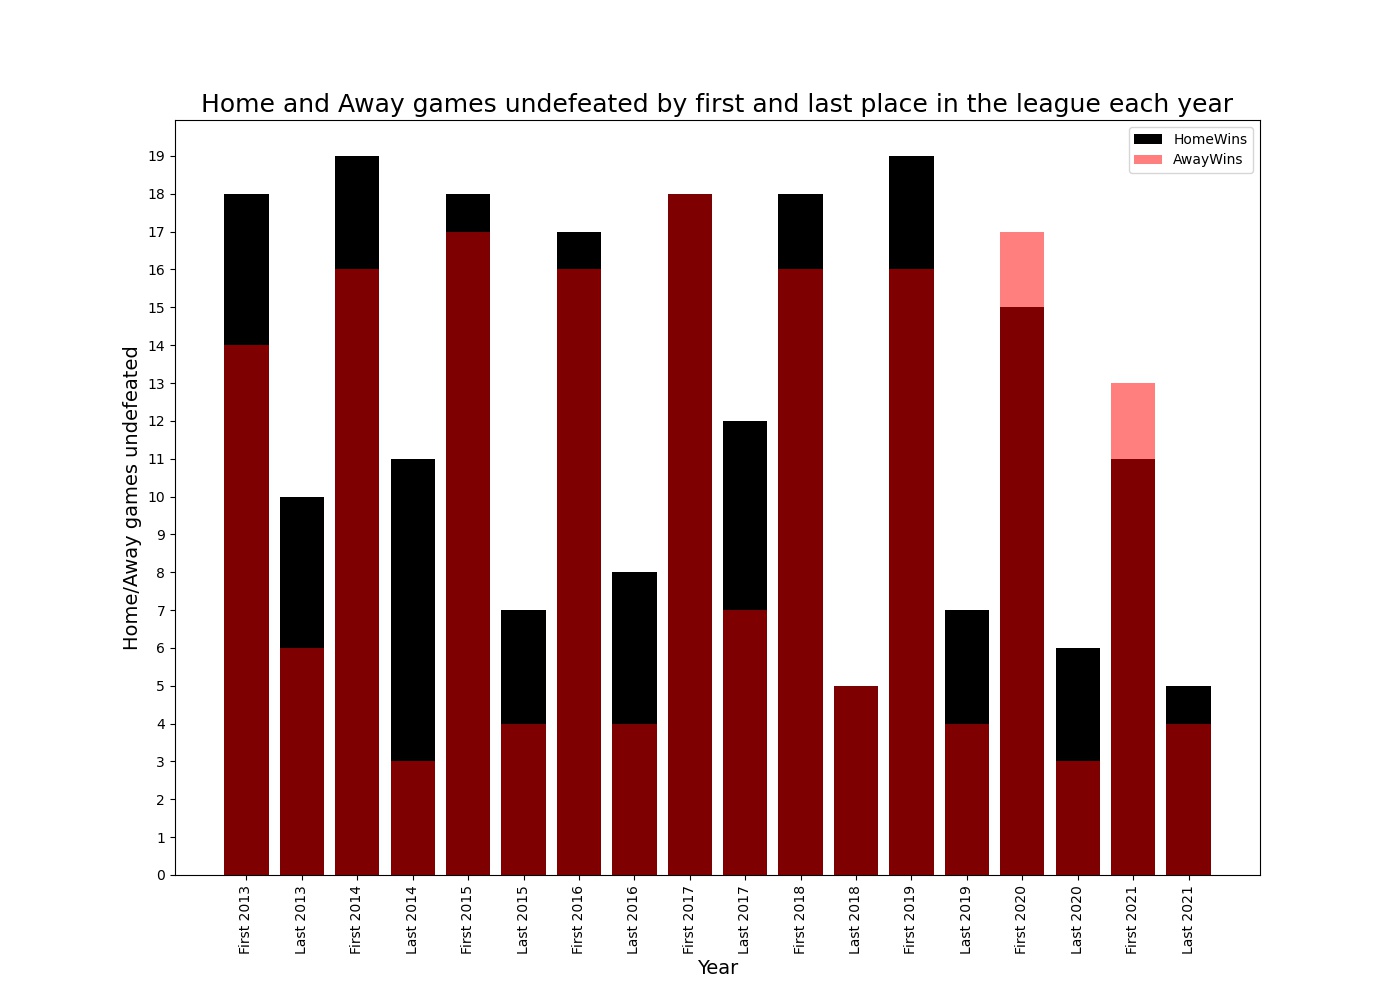 Home and Away games undefeated by first and last place in the league each year
HomeWins
AwayWins
Home/Away games undefeated
19
18
17
16
15
14
13
12
11
10
9
8
7
6
5
4
3
2
1
0
First 2013
Last 2013
First 2014
Last 2014
First 2015
Last 2015
First 2016
Last 2016
First 2017
Last 2017
First 2018
Last 2018
First 2019
Last 2019
First 2020
Last 2020
First 2021
Last 2021
Year